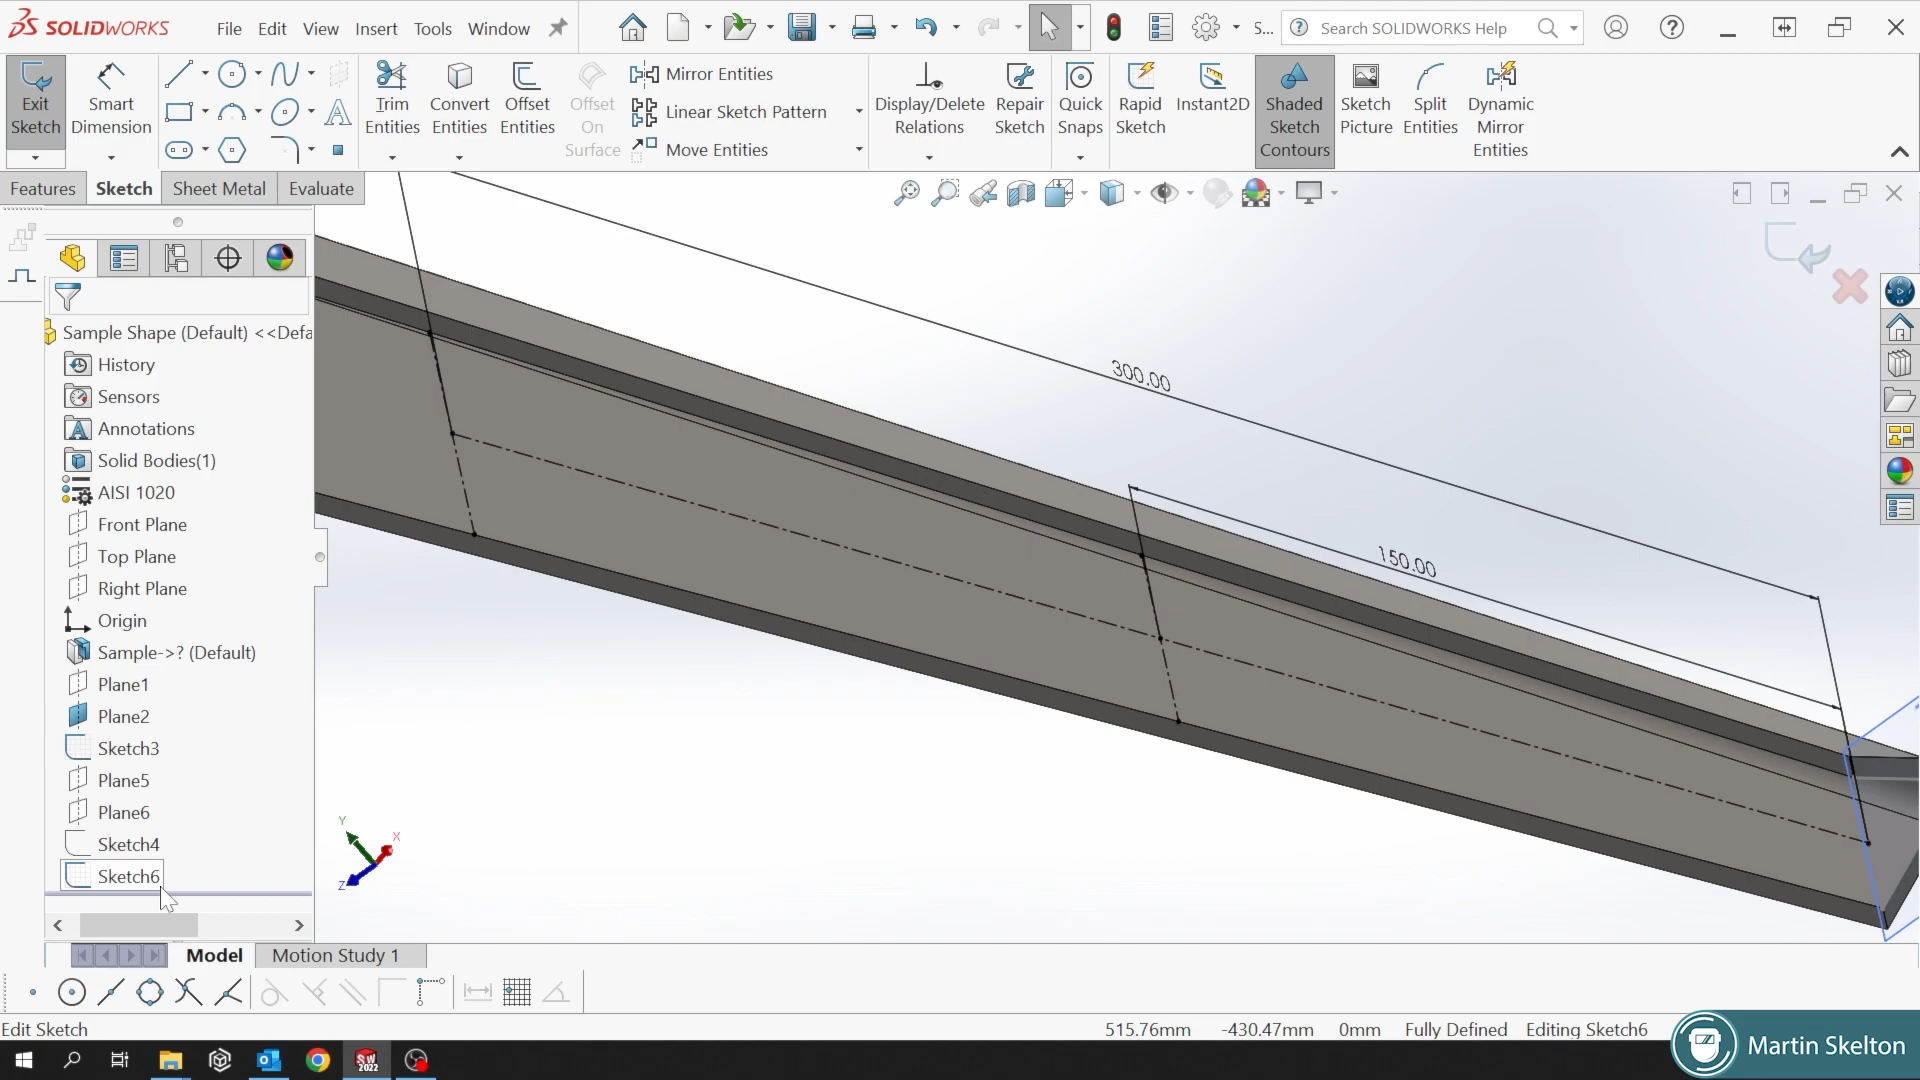 SOLIDWORKS File Edit View Insert Tools Window S... Search SOLIDWORKS Help
Exit Sketch
Smart Dimension
Trim Entities
Convert Entities
Offset Entities
Offset On Surface
Mirror Entities
Linear Sketch Pattern
Move Entities
Display/Delete Relations
Repair Sketch
Quick Snaps
Rapid Sketch
Instant2D
Shaded Sketch Contours
Sketch Picture
Split Entities
Dynamic Mirror Entities
Features Sketch Sheet Metal Evaluate
Sample Shape (Default) <<Defa
History
Sensors
Annotations
Solid Bodies(1)
AISI 1020
Front Plane
Top Plane
Right Plane
Origin
Sample->? (Default)
Plane1
Plane2
Sketch3
Plane5
Plane6
Sketch4
Sketch6
300.00
150.00
Y
X
Z
Model Motion Study 1
Edit Sketch 515.76mm -430.47mm 0mm Fully Defined Editing Sketch6
SW 2022
Martin Skelton